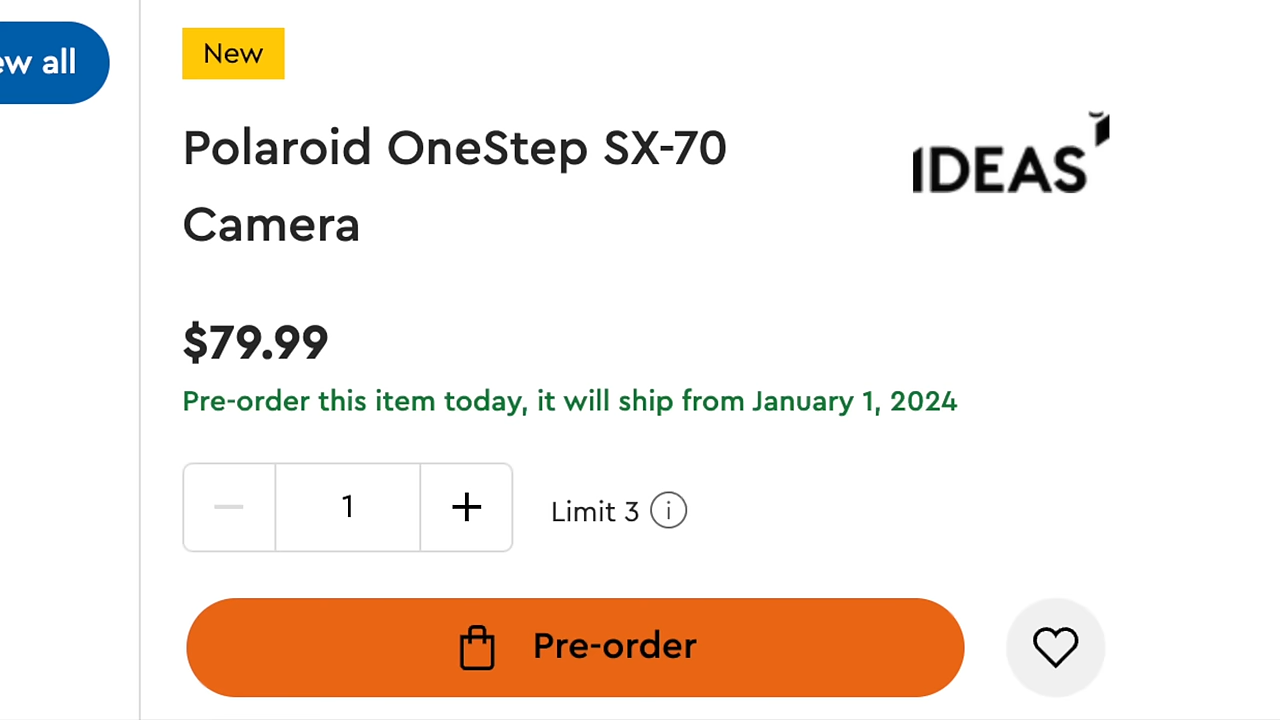 ew all
New
Polaroid OneStep SX-70
Camera
IDEAS
$79.99
Pre-order this item today, it will ship from January 1, 2024
1
Limit 3
Pre-order